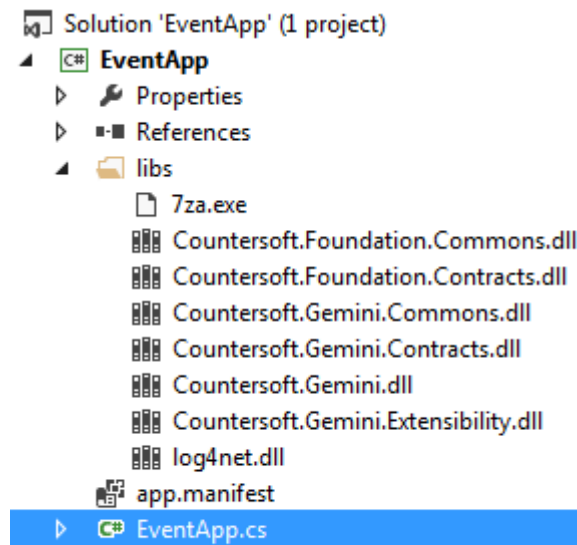 Solution 'EventApp' (1 project)
C# EventApp
Properties
References
libs
7za.exe
Countersoft.Foundation.Commons.dll
Countersoft.Foundation.Contracts.dll
Countersoft.Gemini.Commons.dll
Countersoft.Gemini.Contracts.dll
Countersoft.Gemini.dll
Countersoft.Gemini.Extensibility.dll
log4net.dll
app.manifest
C# EventApp.cs